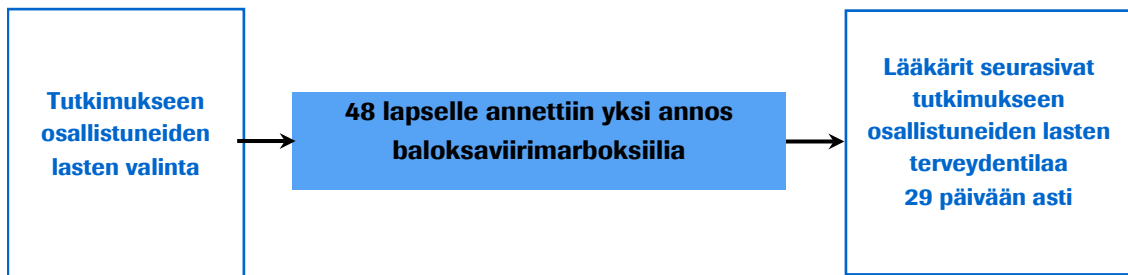 Tutkimukseen
osallistuneiden
lasten valinta
48 lapselle annettiin yksi annos
baloksaviirimarboksiilia
Lääkärit seurasivat
tutkimukseen
osallistuneiden lasten
terveydentilaa
29 päivään asti